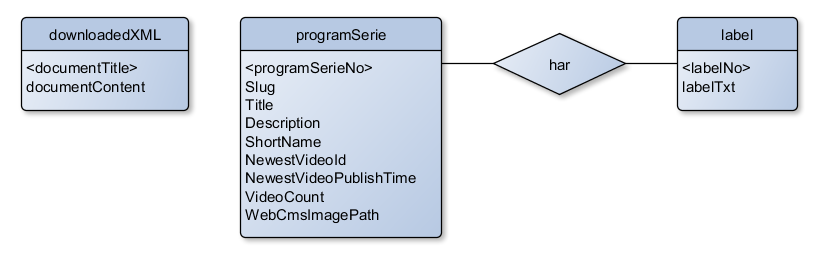 downloadedXML
<documentTitle>
documentContent
programSerie
<programSerieNo>
Slug
Title
Description
ShortName
NewestVideoId
NewestVideoPublishTime
VideoCount
WebCmsImagePath
har
label
<labelNo>
labelTxt